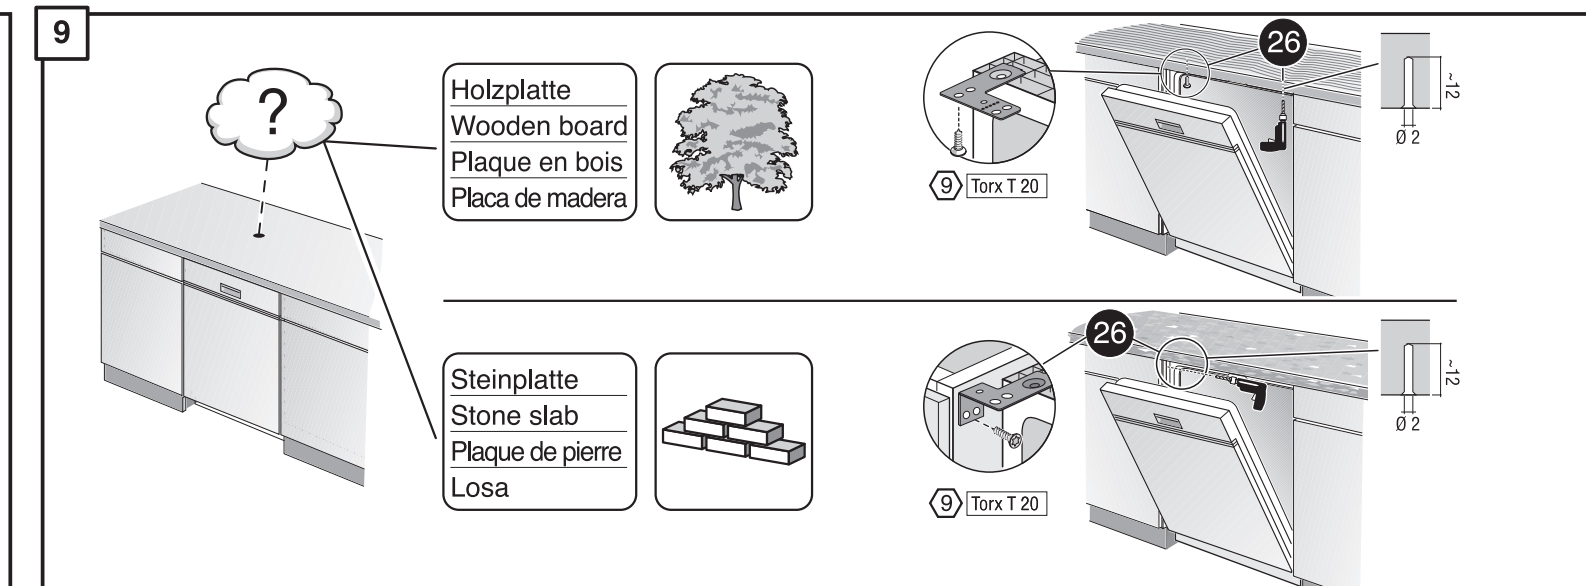 9
?
Holzplatte
Wooden board
Plaque en bois
Placa de madera
26
~12
Ø 2
9 Torx T 20
Steinplatte
Stone slab
Plaque de pierre
Losa
26
~12
Ø 2
9 Torx T 20